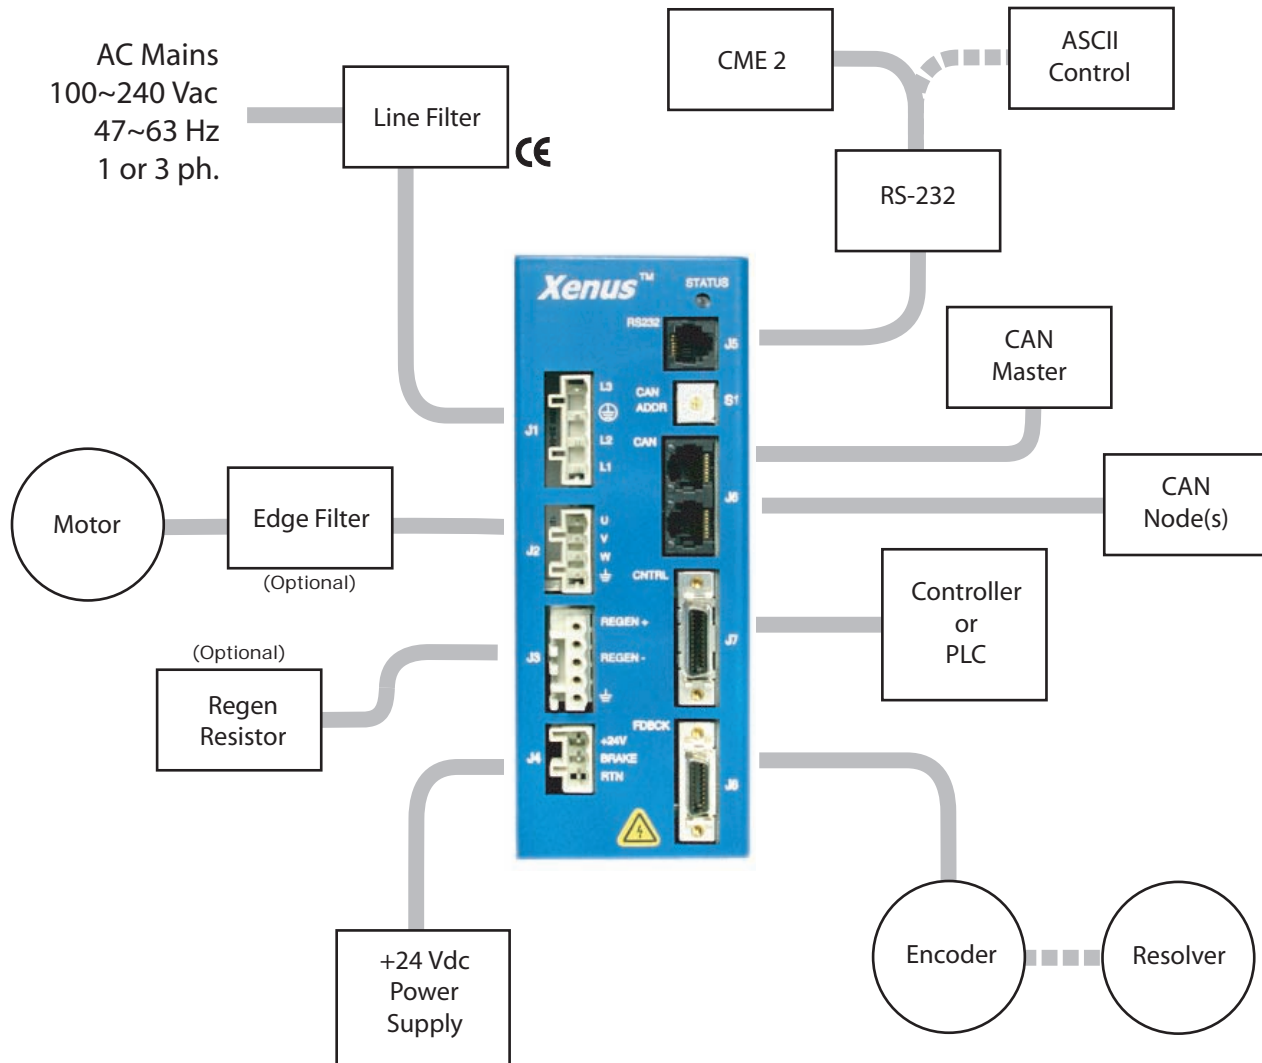 AC Mains
100~240 Vac
47~63 Hz
1 or 3 ph.
Line Filter
CE
CME 2
ASCII
Control
RS-232
CAN
Master
CAN
Node(s)
Controller
or
PLC
Encoder
Resolver
Motor
Edge Filter
(Optional)
(Optional)
Regen
Resistor
+24 Vdc
Power
Supply
Xenus™
STATUS
RS232
J5
CAN
ADDR
S1
CAN
J6
CNTRL
J7
FDBCK
J8
J1
L3
L2
L1
J2
U
V
W
J3
REGEN +
REGEN -
J4
+24V
BRAKE
RTN